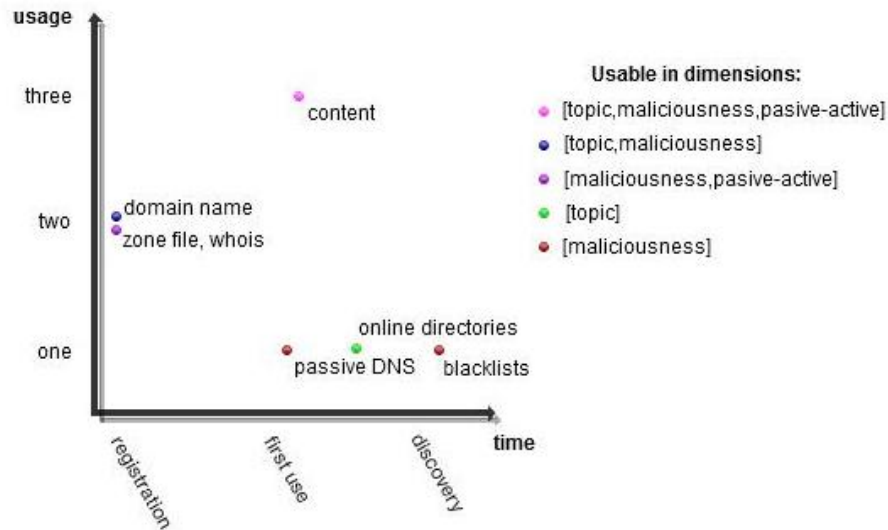 usage
three
two
one
content
domain name
zone file, whois
online directories
passive DNS
blacklists
registration
first use
discovery
time
Usable in dimensions:
[topic,maliciousness,pasive-active]
[topic,maliciousness]
[maliciousness,pasive-active]
[topic]
[maliciousness]